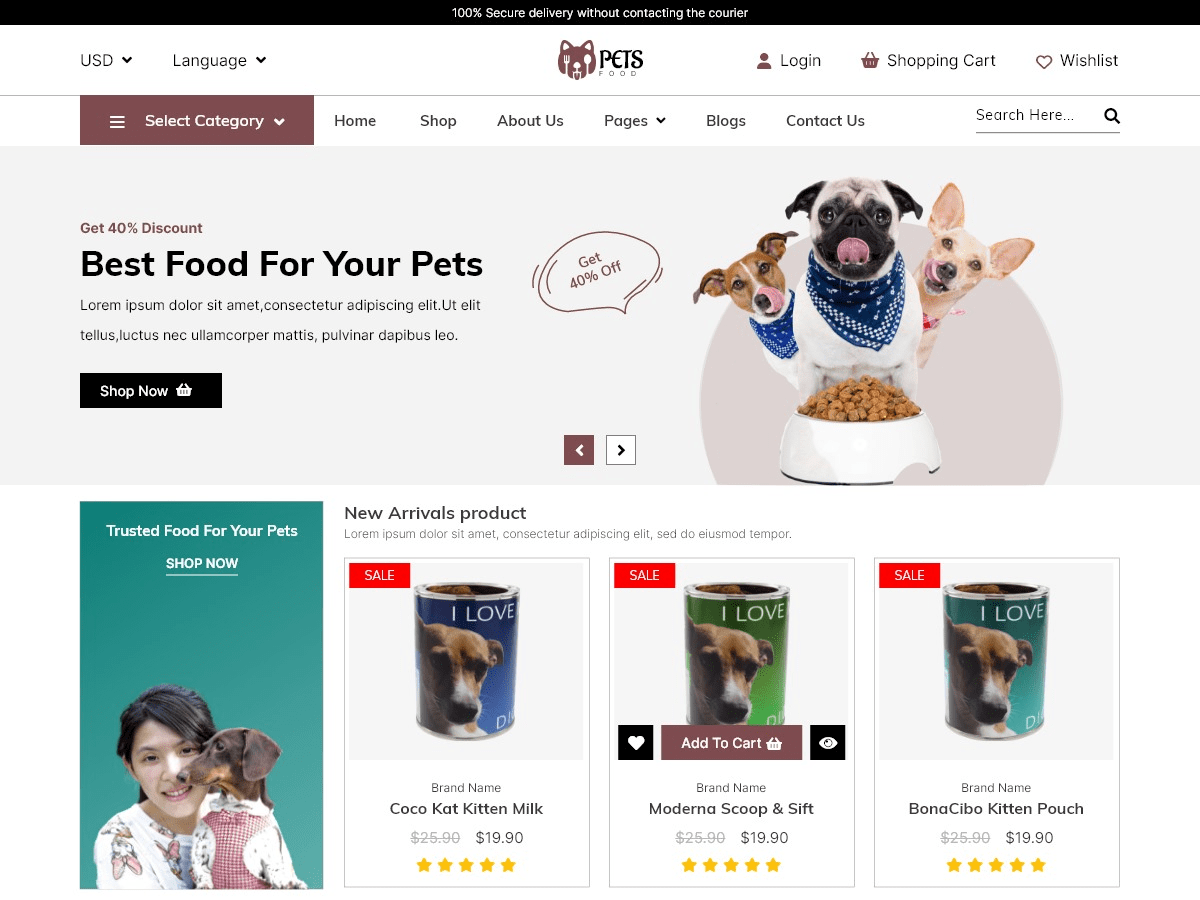 100% Secure delivery without contacting the courier
USD
Language
PETS
FOOD
Login
Shopping Cart
Wishlist
Select Category
Home
Shop
About Us
Pages
Blogs
Contact Us
Search Here...
Get 40% Discount
Best Food For Your Pets
Lorem ipsum dolor sit amet,consectetur adipiscing elit.Ut elit
tellus,luctus nec ullamcorper mattis, pulvinar dapibus leo.
Shop Now
Get
40% Off
Trusted Food For Your Pets
SHOP NOW
New Arrivals product
Lorem ipsum dolor sit amet, consectetur adipiscing elit, sed do eiusmod tempor.
SALE
I LOVE
Brand Name
Coco Kat Kitten Milk
$25.90 $19.90
SALE
I LOVE
Add To Cart
Brand Name
Moderna Scoop & Sift
$25.90 $19.90
SALE
I LOVE
Brand Name
BonaCibo Kitten Pouch
$25.90 $19.90